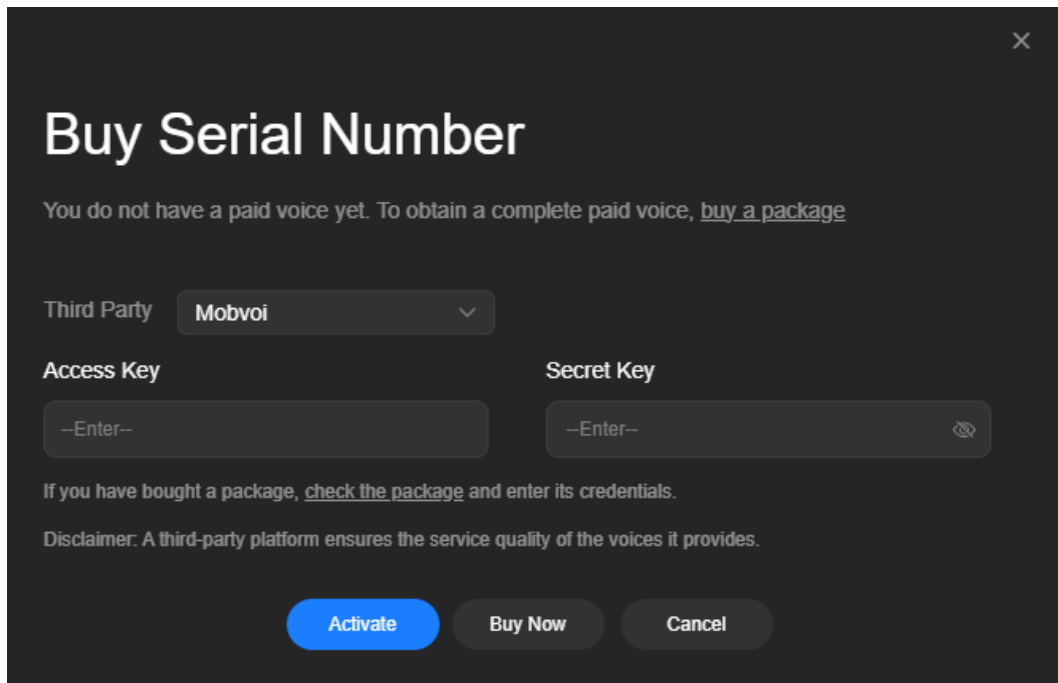 Buy Serial Number
You do not have a paid voice yet. To obtain a complete paid voice, buy a package
Third Party Mobvoi
Access Key Secret Key
--Enter-- --Enter--
If you have bought a package, check the package and enter its credentials.
Disclaimer: A third-party platform ensures the service quality of the voices it provides.
Activate Buy Now Cancel